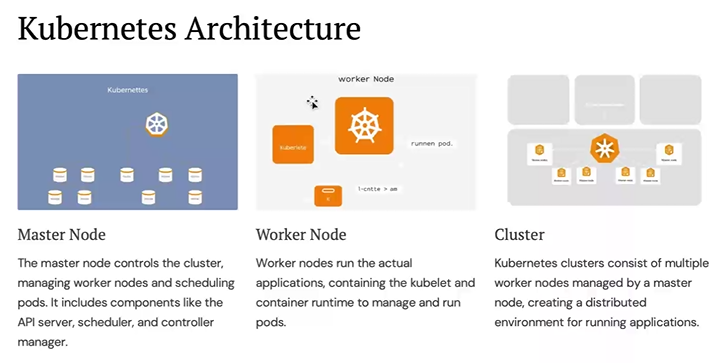 Kubernetes Architecture
Kubernettes
worker Node
kubernete
runnen pod.
Master Node
The master node controls the cluster,
managing worker nodes and scheduling
pods. It includes components like the
API server, scheduler, and controller
manager.
Worker Node
Worker nodes run the actual
applications, containing the kubelet and
container runtime to manage and run
pods.
Cluster
Kubernetes clusters consist of multiple
worker nodes managed by a master
node, creating a distributed
environment for running applications.